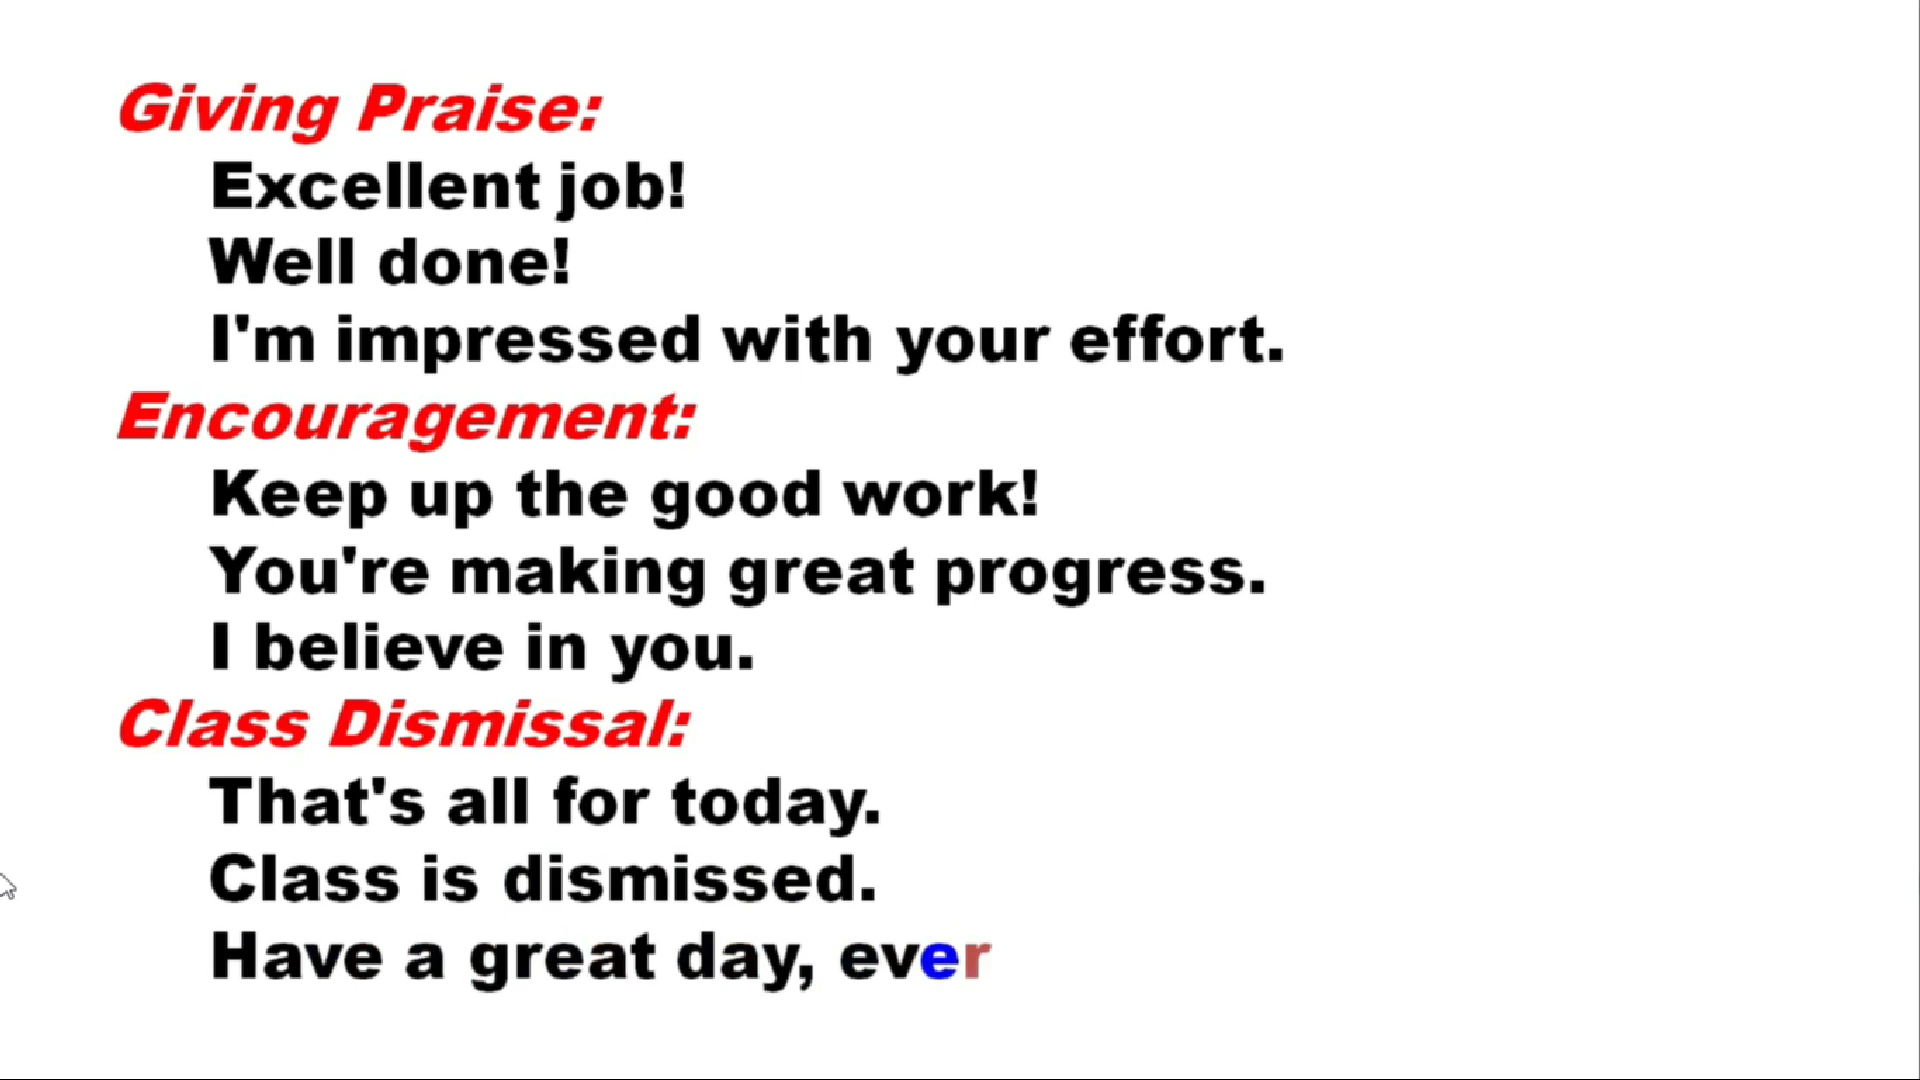 Giving Praise:
Excellent job!
Well done!
I'm impressed with your effort.
Encouragement:
Keep up the good work!
You're making great progress.
I believe in you.
Class Dismissal:
That's all for today.
Class is dismissed.
Have a great day, ever